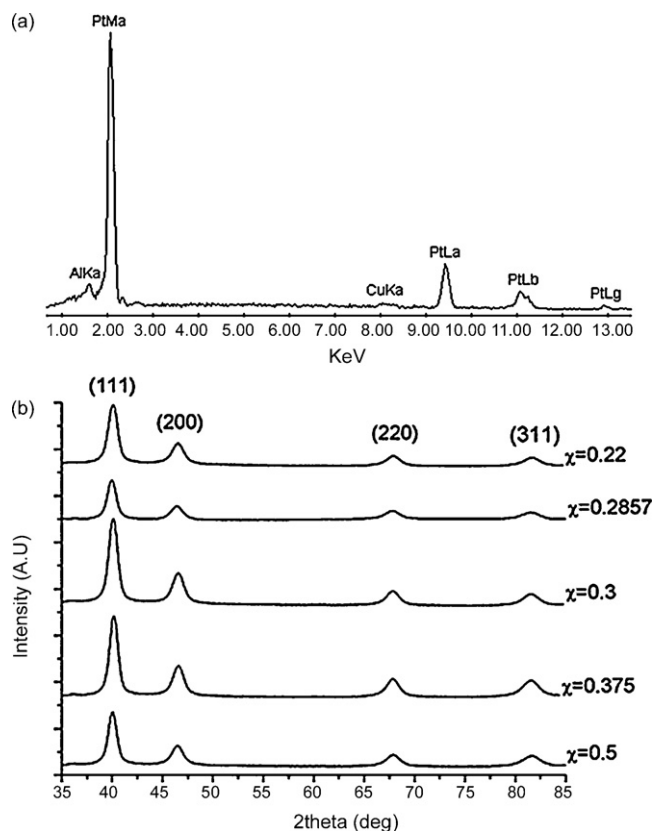 (a)
PtMa
AlKa
CuKa
PtLa
PtLb
PtLg
1.00 2.00 3.00 4.00 5.00 6.00 7.00 8.00 9.00 10.00 11.00 12.00 13.00
KeV
(b)
(111)
(200)
(220)
(311)
χ=0.22
χ=0.2857
χ=0.3
χ=0.375
χ=0.5
Intensity (A.U)
35 40 45 50 55 60 65 70 75 80 85
2theta (deg)